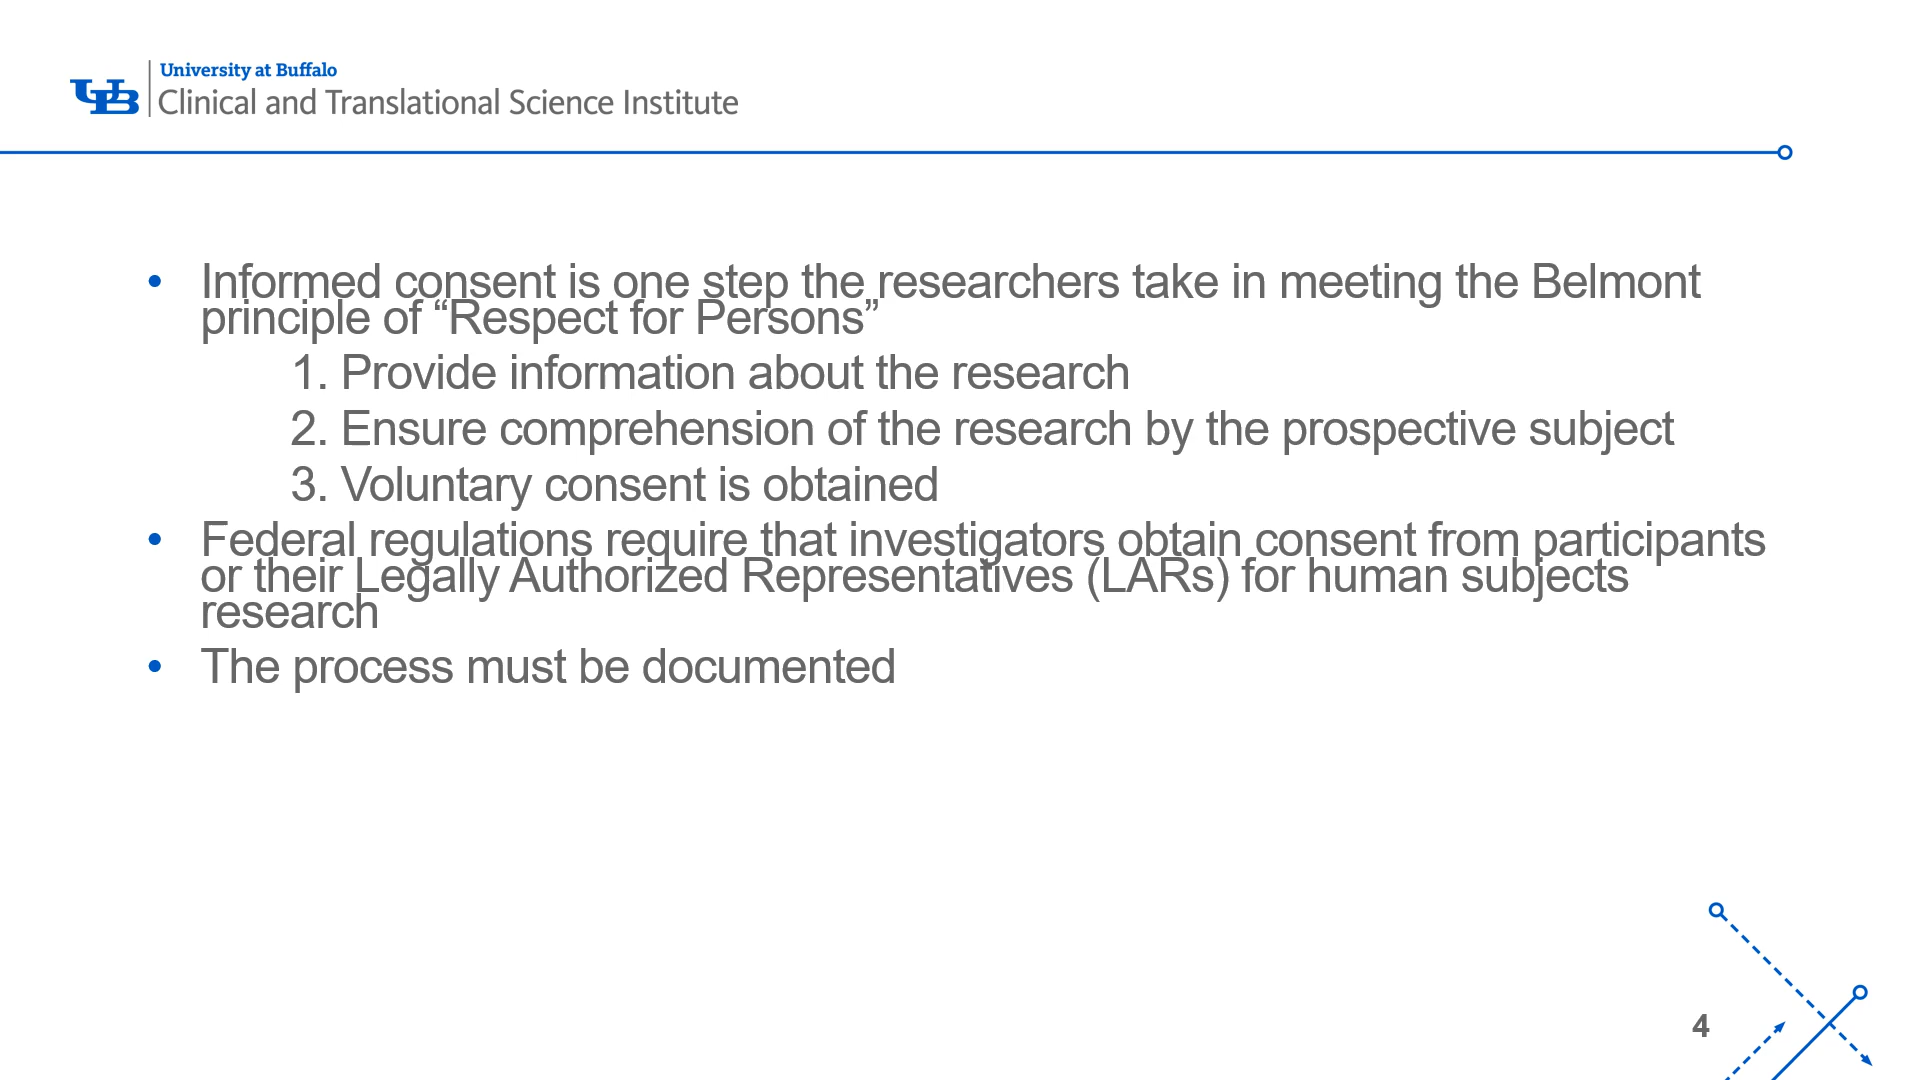 UB
University at Buffalo
Clinical and Translational Science Institute
• Informed consent is one step the researchers take in meeting the Belmont
principle of “Respect for Persons”
1. Provide information about the research
2. Ensure comprehension of the research by the prospective subject
3. Voluntary consent is obtained
• Federal regulations require that investigators obtain consent from participants
or their Legally Authorized Representatives (LARs) for human subjects
research
• The process must be documented
4